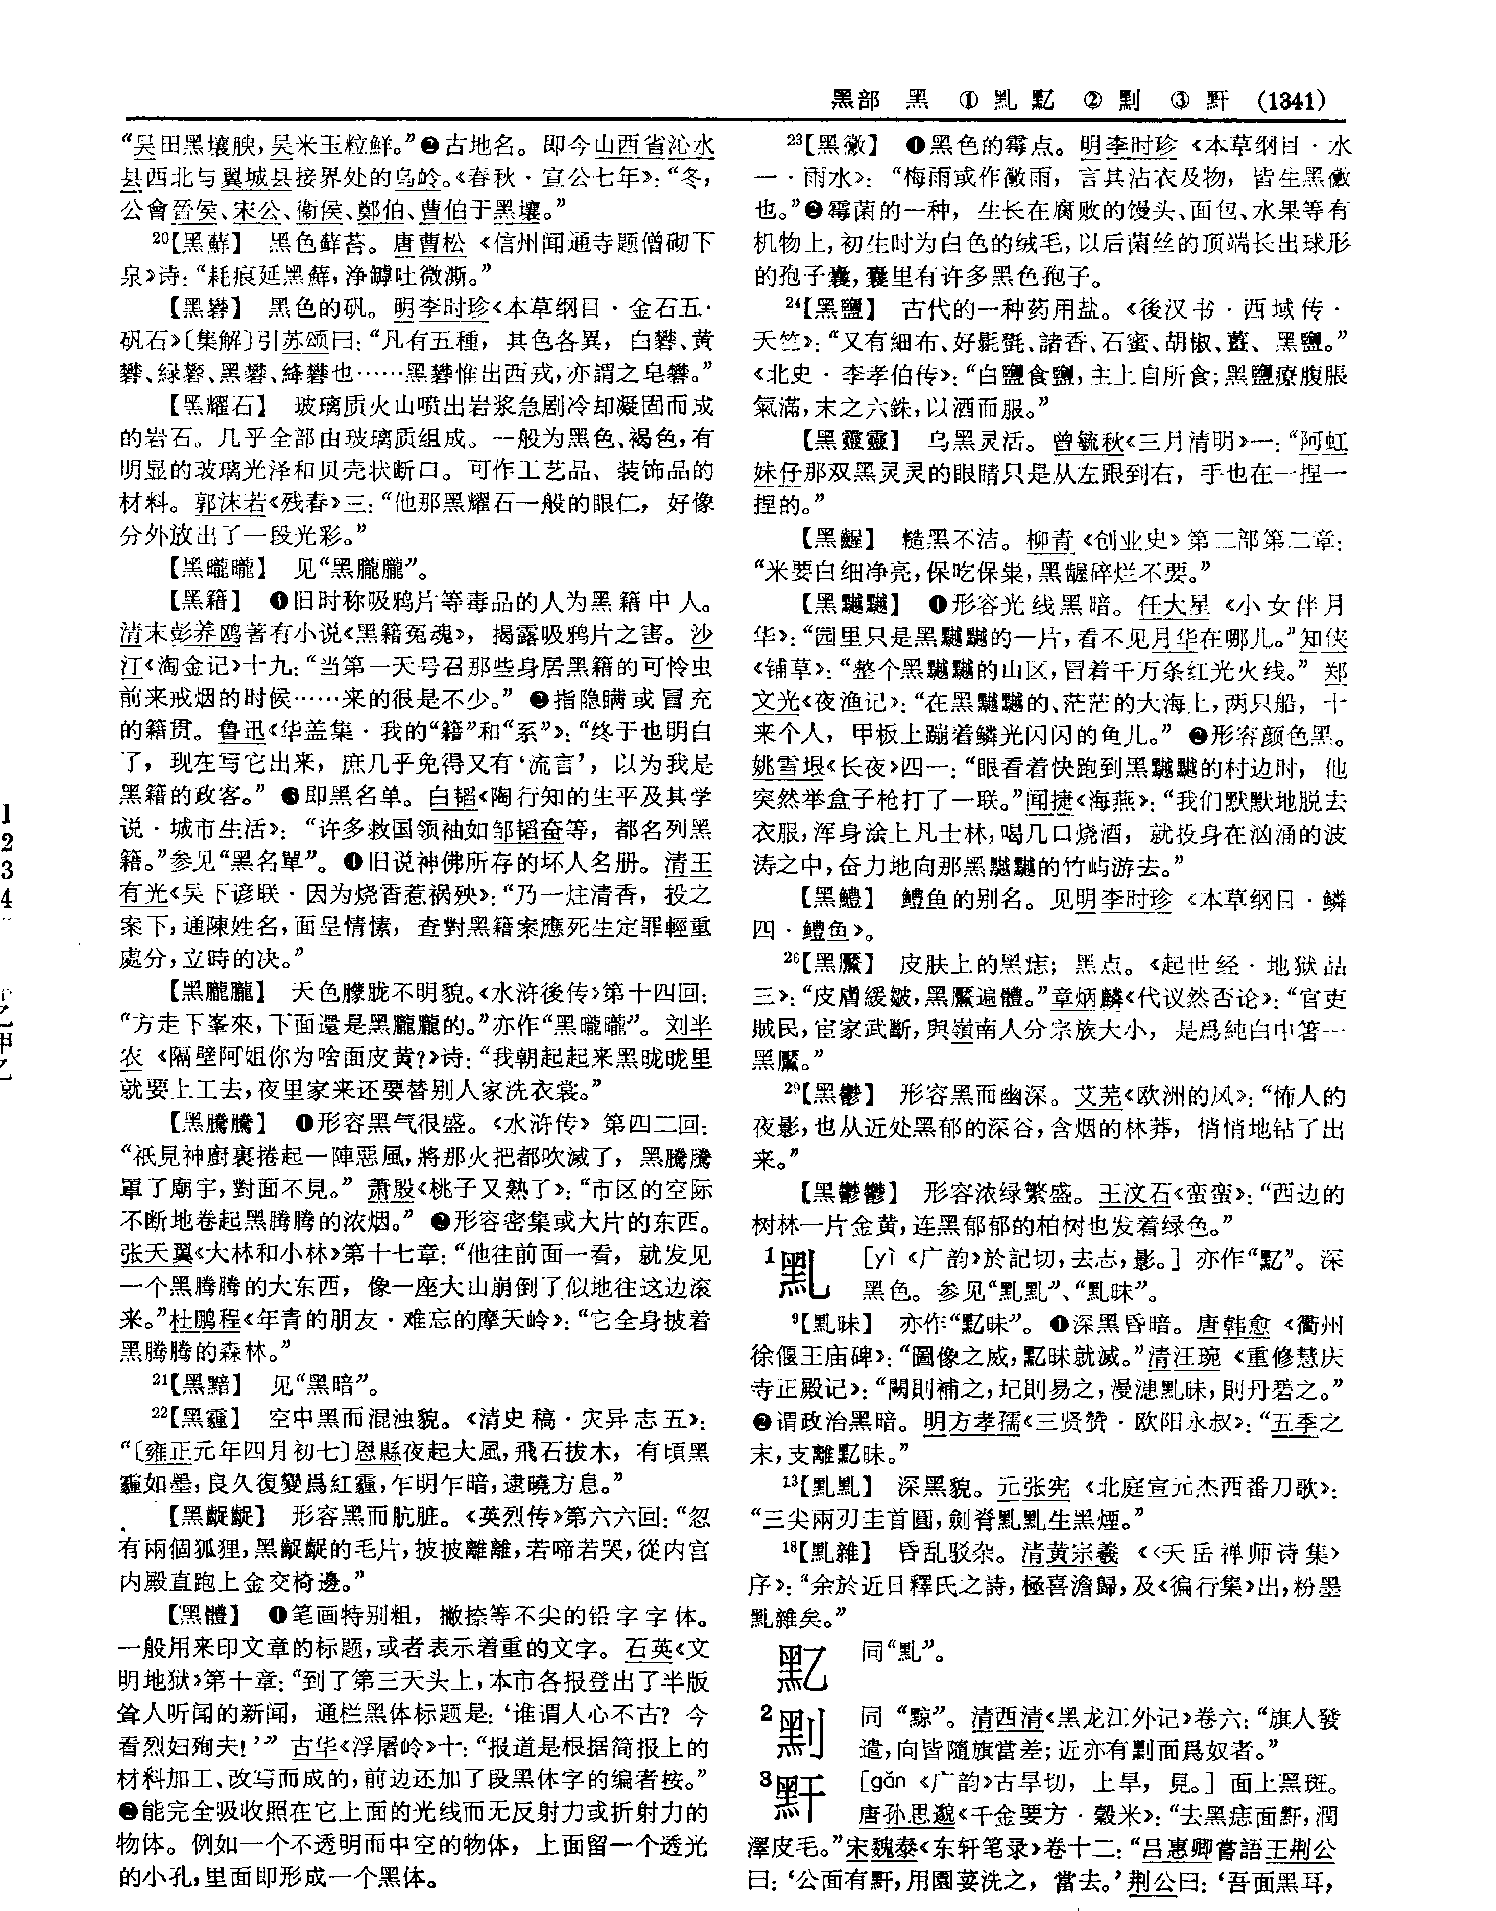 黑部 黑 ①黓𪐗 ②𪐘 ③皯 (1341)
“吴田黑壤腴，吴米玉粒鮮。”❷古地名。即今山西省沁水
县西北与翼城县接界处的乌岭。《春秋·宣公七年》：“冬，
公會晉侯、宋公、衞侯、鄭伯、曹伯于黑壤。”
20【黑蘚】 黑色蘚苔。唐曹松《信州闻通寺题僧砌下
泉》诗：“耗痕延黑蘚，净罅吐微澌。”
【黑礬】 黑色的矾。明李时珍《本草纲目·金石五·
矾石》〔集解〕引苏颂曰：“凡有五種，其色各異，白礬、黄
礬、緑礬、黑礬、絳礬也……黑礬惟出西戎，亦謂之皂礬。”
【黑耀石】 玻璃质火山喷出岩浆急剧冷却凝固而成
的岩石。几乎全部由玻璃质组成。一般为黑色、褐色，有
明显的玻璃光泽和贝壳状断口。可作工艺品、装饰品的
材料。郭沫若《残春》三：“他那黑耀石一般的眼仁，好像
分外放出了一段光彩。”
【黑曨曨】 见“黑朧朧”。
【黑籍】 ❶旧时称吸鸦片等毒品的人为黑籍中人。
清末彭养鸥著有小说《黑籍冤魂》，揭露吸鸦片之害。沙
汀《淘金记》十九：“当第一天号召那些身居黑籍的可怜虫
前来戒烟的时候……来的很是不少。” ❷指隐瞒或冒充
的籍贯。鲁迅《华盖集·我的“籍”和“系”》：“终于也明白
了，现在写它出来，庶几乎免得又有‘流言’，以为我是
黑籍的政客。” ❸即黑名单。白韬《陶行知的生平及其学
说·城市生活》：“许多救国领袖如邹韬奋等，都名列黑
籍。”参见“黑名單”。❹旧说神佛所存的坏人名册。清王
有光《吴下谚联·因为烧香惹祸殃》：“乃一炷清香，投之
案下，通陳姓名，面呈情愫，查對黑籍案應死生定罪輕重
處分，立時的决。”
【黑朧朧】 天色朦胧不明貌。《水浒後传》第十四回：
“方走下峯來，下面還是黑朧朧的。”亦作“黑曨曨”。刘半
农《隔壁阿姐你为啥面皮黄？》诗：“我朝起起来黑昽昽里
就要上工去，夜里家来还要替别人家洗衣裳。”
【黑騰騰】 ❶形容黑气很盛。《水浒传》第四二回：
“衹見神廚裏捲起一陣惡風，將那火把都吹滅了，黑騰騰
罩了廟宇，對面不見。” 萧殷《桃子又熟了》：“市区的空际
不断地卷起黑腾腾的浓烟。” ❷形容密集或大片的东西。
张天翼《大林和小林》第十七章：“他往前面一看，就发见
一个黑腾腾的大东西，像一座大山崩倒了似地往这边滚
来。”杜鹏程《年青的朋友·难忘的摩天岭》：“它全身披着
黑腾腾的森林。”
21【黑黯】 见“黑暗”。
22【黑霾】 空中黑而混浊貌。《清史稿·灾异志五》：
“〔雍正元年四月初七〕恩縣夜起大風，飛石拔木，有頃黑
霾如墨，良久復變爲紅霾，乍明乍暗，逮曉方息。”
形容黑而肮脏。《英烈传》第六六回：“忽
有兩個狐狸，黑的毛片，披披離離，若啼若哭，從内宫
内殿直跑上金交椅邊。”
【黑體】 ❶笔画特别粗，撇捺等不尖的铅字字体。
一般用来印文章的标题，或者表示着重的文字。石英《文
明地狱》第十章：“到了第三天头上，本市各报登出了半版
耸人听闻的新闻，通栏黑体标题是：‘谁谓人心不古？今
看烈妇殉夫！’” 古华《浮屠岭》十：“报道是根据简报上的
材料加工、改写而成的，前边还加了段黑体字的编者按。”
❷能完全吸收照在它上面的光线而无反射力或折射力的
物体。例如一个不透明而中空的物体，上面留一个透光
的小孔，里面即形成一个黑体。
23【黑黴】 ❶黑色的霉点。明李时珍《本草纲目·水
一·雨水》：“梅雨或作黴雨，言其沾衣及物，皆生黑黴
也。”❷霉菌的一种，生长在腐败的馒头、面包、水果等有
机物上，初生时为白色的绒毛，以后菌丝的顶端长出球形
的孢子囊，囊里有许多黑色孢子。
24【黑鹽】 古代的一种药用盐。《後汉书·西域传·
天竺》：“又有細布、好毾㲪、諸香、石蜜、胡椒、薑、黑鹽。”
《北史·李孝伯传》：“白鹽食鹽，主上自所食；黑鹽療腹脹
氣滿，末之六銖，以酒而服。”
【黑靈靈】 乌黑灵活。曾毓秋《三月清明》一：“阿虹
妹仔那双黑灵灵的眼睛只是从左跟到右，手也在一捏一
捏的。”
【黑齷】 糙黑不洁。柳青《创业史》第二部第二章：
“米要白细净亮，保吃保粜，黑龌碎烂不要。”
【黑黢黢】 ❶形容光线黑暗。任大星《小女伴月
华》：“园里只是黑黢黢的一片，看不见月华在哪儿。”知侠
《铺草》：“整个黑黢黢的山区，冒着千万条红光火线。” 郑
文光《夜渔记》：“在黑黢黢的、茫茫的大海上，两只船，十
来个人，甲板上蹦着鳞光闪闪的鱼儿。” ❷形容颜色黑。
姚雪垠《长夜》四一：“眼看着快跑到黑黢黢的村边时，他
突然举盒子枪打了一联。”闻捷《海燕》：“我们默默地脱去
衣服，浑身涂上凡士林，喝几口烧酒，就投身在汹涌的波
涛之中，奋力地向那黑黢黢的竹屿游去。”
【黑鱧】 鱧鱼的别名。见明李时珍《本草纲目·鳞
四·鱧鱼》。
26【黑黶】 皮肤上的黑痣；黑点。《起世经·地狱品
三》：“皮膚緩皺，黑黶遍體。”章炳麟《代议然否论》：“官吏
賊民，宦家武斷，與嶺南人分宗族大小，是爲純白中箸一
黑黶。”
29【黑鬱】 形容黑而幽深。艾芜《欧洲的风》：“怖人的
夜影，也从近处黑郁的深谷，含烟的林莽，悄悄地钻了出
来。”
【黑鬱鬱】 形容浓绿繁盛。王汶石《蛮蛮》：“西边的
树林一片金黄，连黑郁郁的柏树也发着绿色。”
1 [yì《广韵》於記切，去志，影。] 亦作“”。深
黑色。参见“”、“昧”。
9【昧】 亦作“昧”。❶深黑昏暗。唐韩愈《衢州
徐偃王庙碑》：“圖像之威，昧就滅。”清汪琬《重修慧庆
寺正殿记》：“闕則補之，圮則易之，漫漶昧，則丹堊之。”
❷谓政治黑暗。明方孝孺《三贤赞·欧阳永叔》：“五季之
末，支離昧。”
13 深黑貌。元张宪《北庭宣元杰西番刀歌》：
“三尖兩刃圭首圓，劍脊生黑煙。”
18【雜】 昏乱驳杂。清黄宗羲《〈天岳禅师诗集〉
序》：“余於近日釋氏之詩，極喜澹歸，及《徧行集》出，粉墨
雜矣。”
同“”。
2 同“黥”。清西清《黑龙江外记》卷六：“旗人發
遣，向皆隨旗當差；近亦有面爲奴者。”
3 [gǎn《广韵》古旱切，上旱，見。] 面上黑斑。
唐孙思邈《千金要方·穀米》：“去黑痣面，潤
澤皮毛。”宋魏泰《东轩笔录》卷十二：“吕惠卿嘗語王荆公
曰：‘公面有，用園荽洗之，當去。’荆公曰：‘吾面黑耳，
1
2
3
4